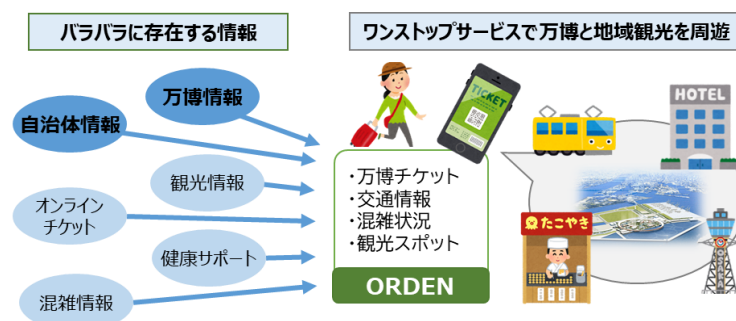 バラバラに存在する情報
ワンストップサービスで万博と地域観光を周遊
万博情報
自治体情報
観光情報
オンライン
チケット
健康サポート
混雑情報
TICKET
・万博チケット
・交通情報
・混雑状況
・観光スポット
ORDEN
HOTEL
たこやき